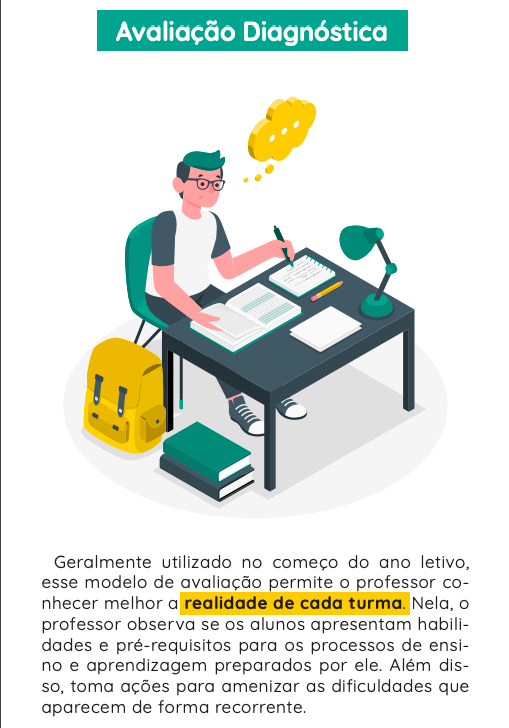 Avaliação Diagnóstica
Geralmente utilizado no começo do ano letivo,
esse modelo de avaliação permite o professor co-
nhecer melhor a realidade de cada turma. Nela, o
professor observa se os alunos apresentam habili-
dades e pré-requisitos para os processos de ensi-
no e aprendizagem preparados por ele. Além dis-
so, toma ações para amenizar as dificuldades que
aparecem de forma recorrente.